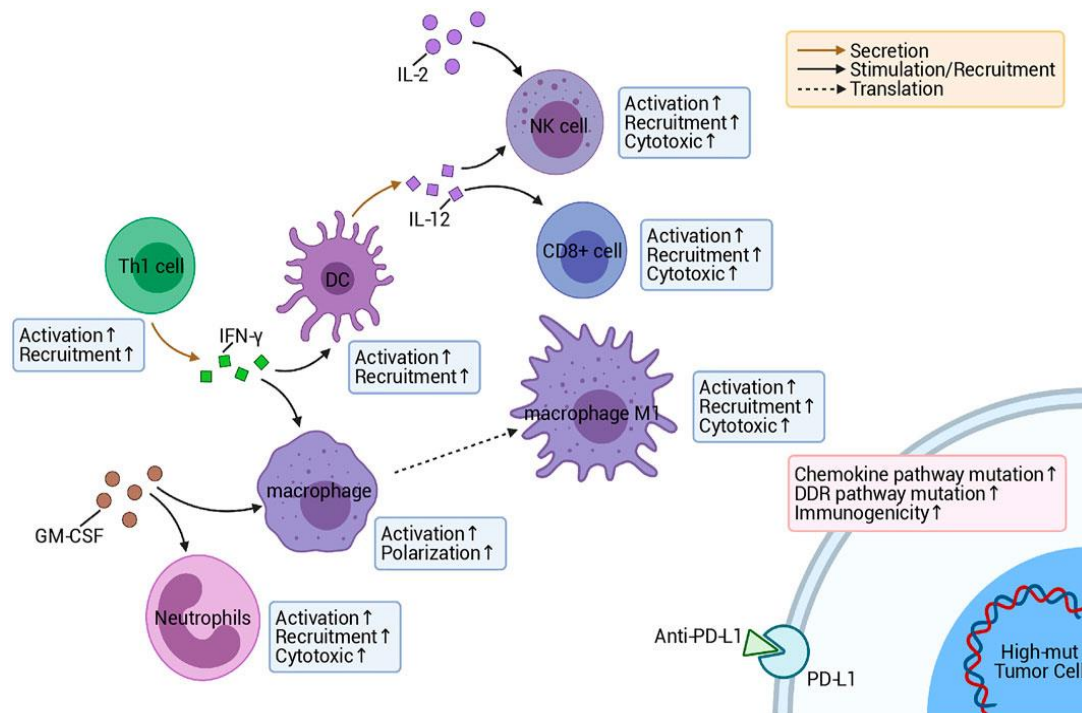 IL-2
NK cell
Activation↑
Recruitment↑
Cytotoxic↑
Secretion
Stimulation/Recruitment
Translation
IL-12
CD8+ cell
Activation↑
Recruitment↑
Cytotoxic↑
Th1 cell
Activation↑
Recruitment↑
DC
IFN-γ
Activation↑
Recruitment↑
macrophage M1
Activation↑
Recruitment↑
Cytotoxic↑
macrophage
Activation↑
Polarization↑
GM-CSF
Neutrophils
Activation↑
Recruitment↑
Cytotoxic↑
Chemokine pathway mutation↑
DDR pathway mutation↑
Immunogenicity↑
Anti-PD-L1
PD-L1
High-mut
Tumor Cell